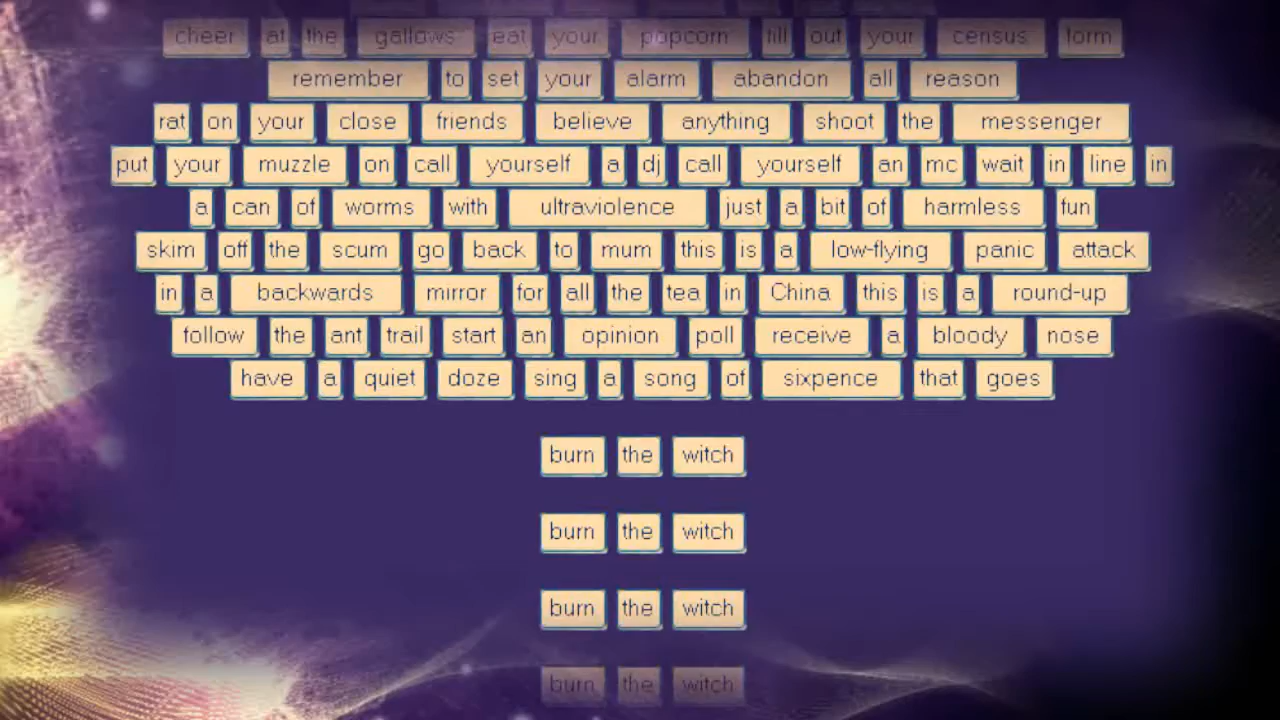 cheer at the gallows eat your popcorn fill out your census form
remember to set your alarm abandon all reason
rat on your close friends believe anything shoot the messenger
put your muzzle on call yourself a dj call yourself an mc wait in line in
a can of worms with ultraviolence just a bit of harmless fun
skim off the scum go back to mum this is a low-flying panic attack
in a backwards mirror for all the tea in China this is a round-up
follow the ant trail start an opinion poll receive a bloody nose
have a quiet doze sing a song of sixpence that goes
burn the witch
burn the witch
burn the witch
burn the witch